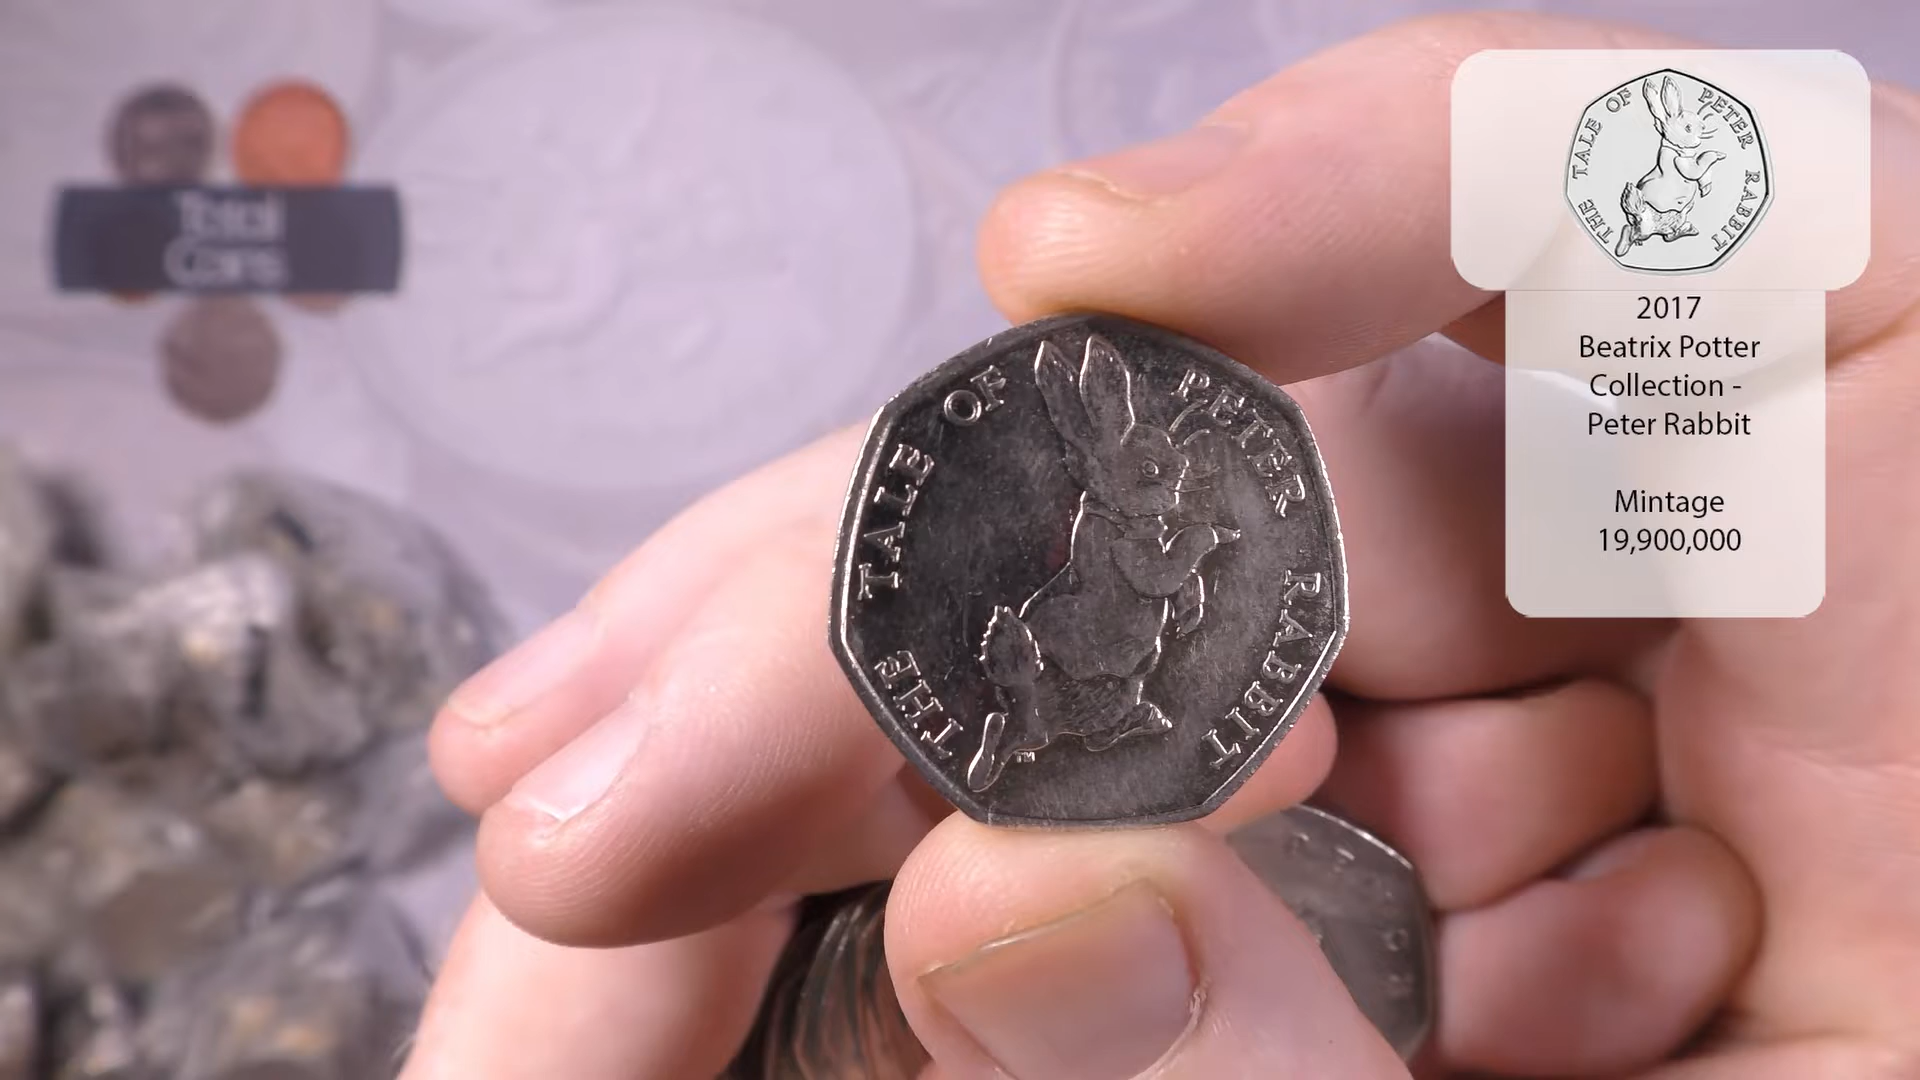 Total
Coins
THE TALE OF PETER RABBIT
TM
THE TALE OF PETER RABBIT
2017
Beatrix Potter
Collection -
Peter Rabbit
Mintage
19,900,000